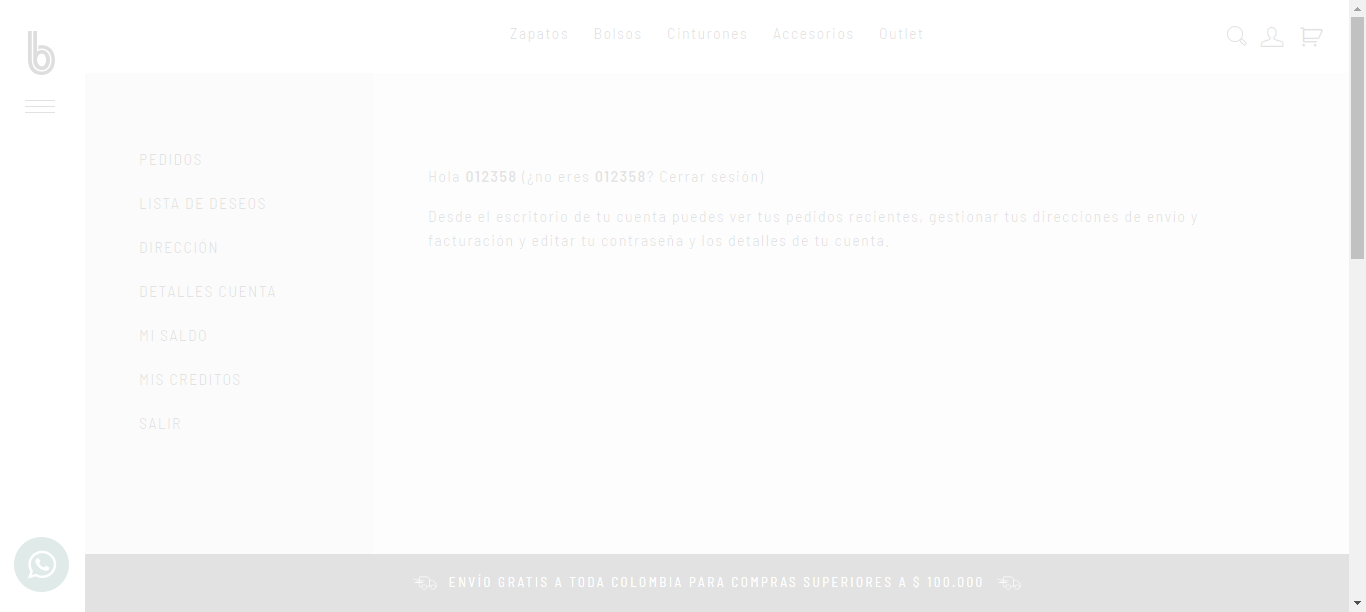 b
Zapatos Bolsos Cinturones Accesorios Outlet
PEDIDOS
LISTA DE DESEOS
DIRECCIÓN
DETALLES CUENTA
MI SALDO
MIS CREDITOS
SALIR
Hola 012358 (¿no eres 012358? Cerrar sesión)
Desde el escritorio de tu cuenta puedes ver tus pedidos recientes, gestionar tus direcciones de envío y
facturación y editar tu contraseña y los detalles de tu cuenta.
ENVÍO GRATIS A TODA COLOMBIA PARA COMPRAS SUPERIORES A $ 100.000